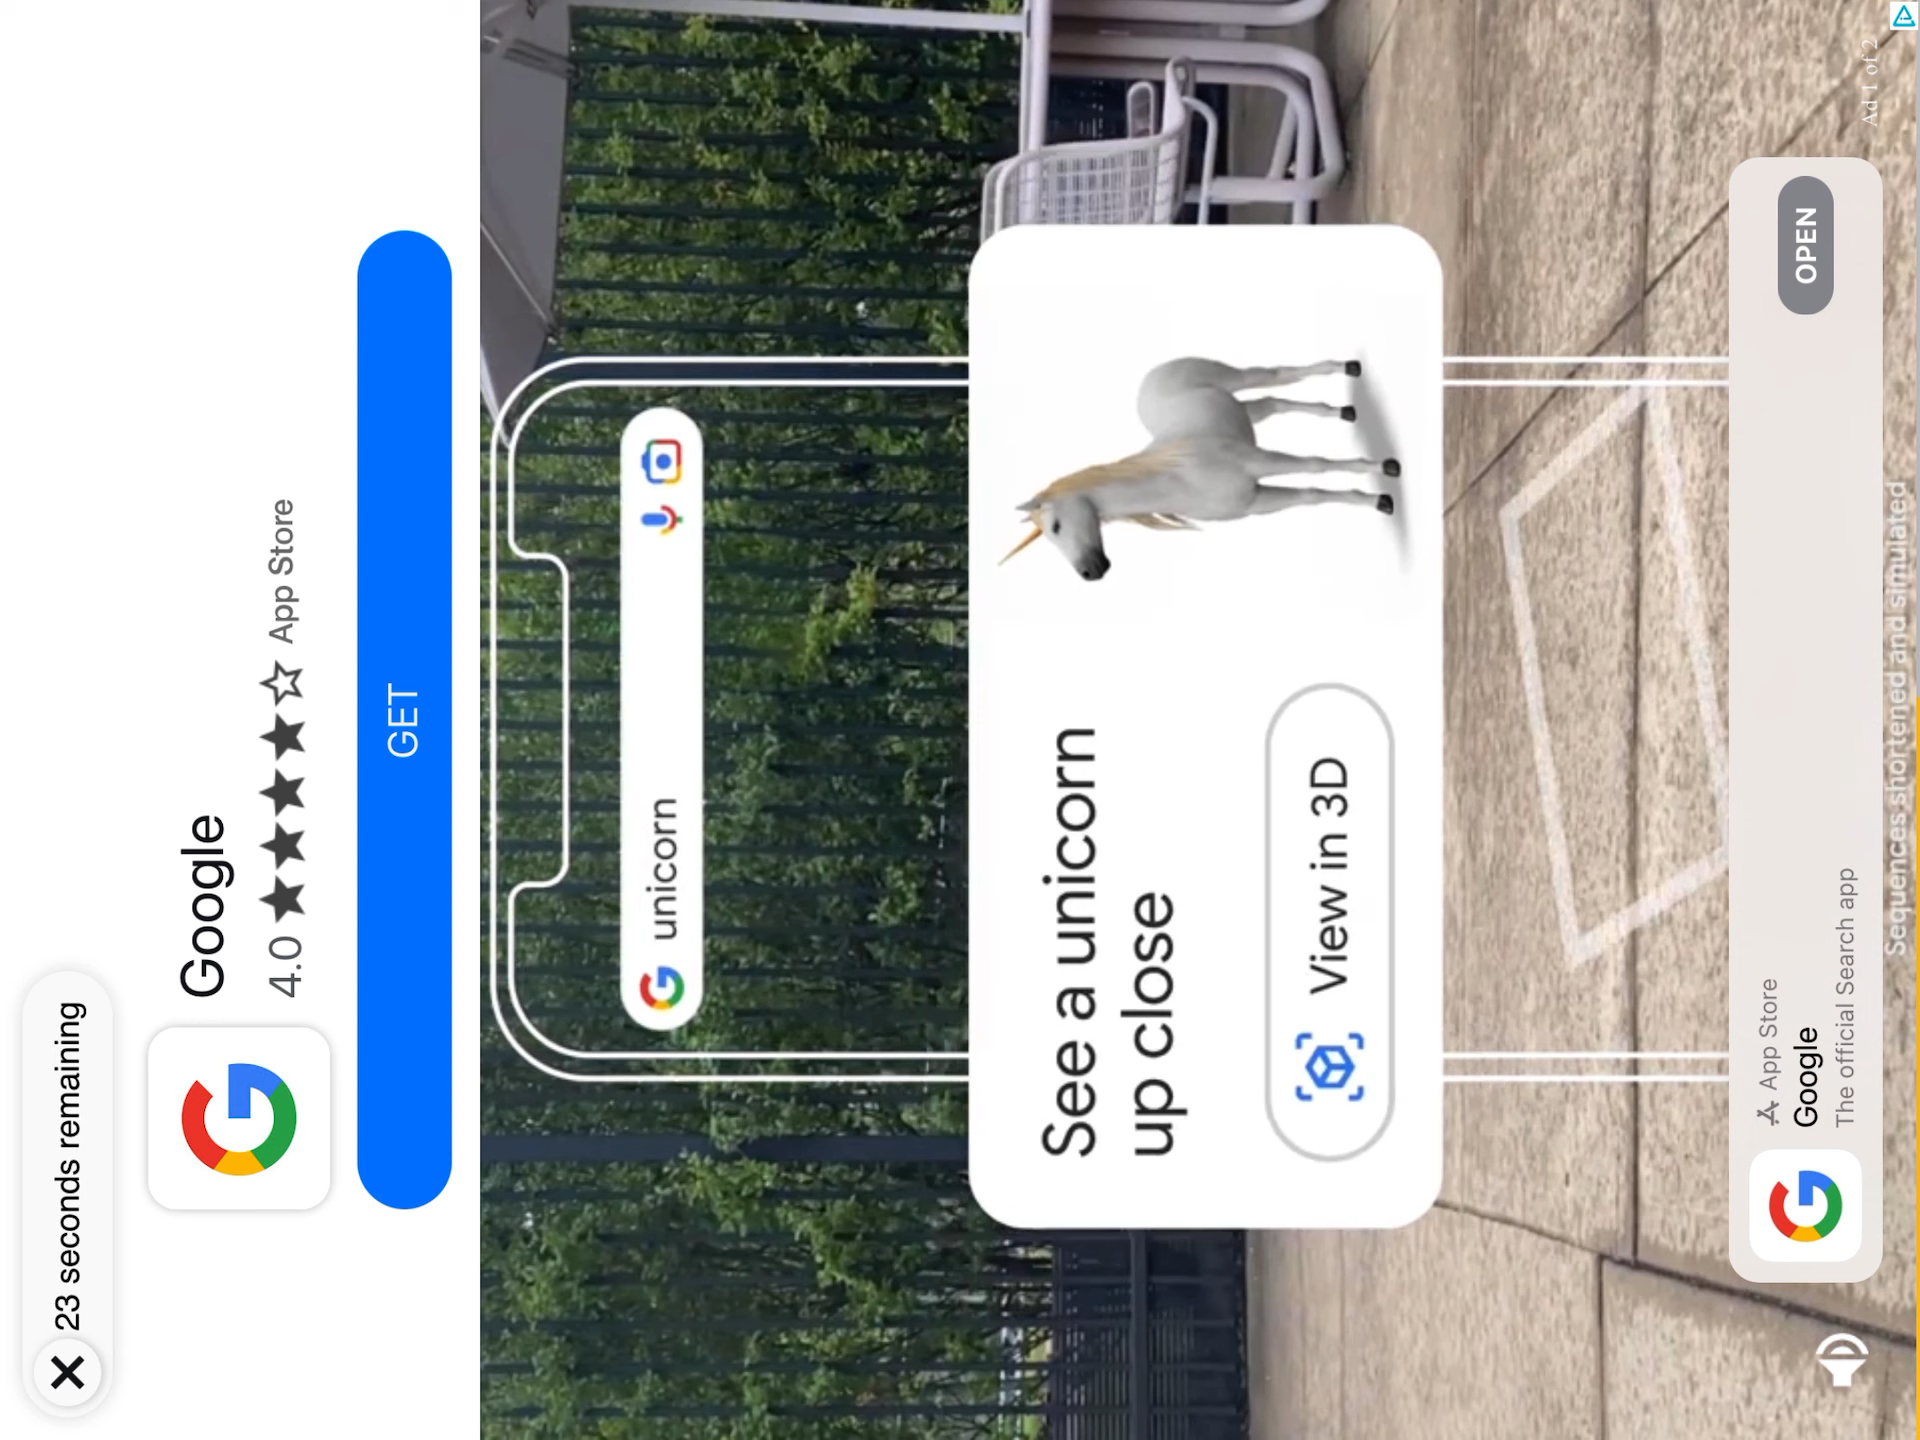 23 seconds remaining
Google
4.0 App Store
GET
unicorn
See a unicorn
up close
View in 3D
App Store
Google
The official Search app
OPEN
Ad 1 of 2
Sequences shortened and simulated